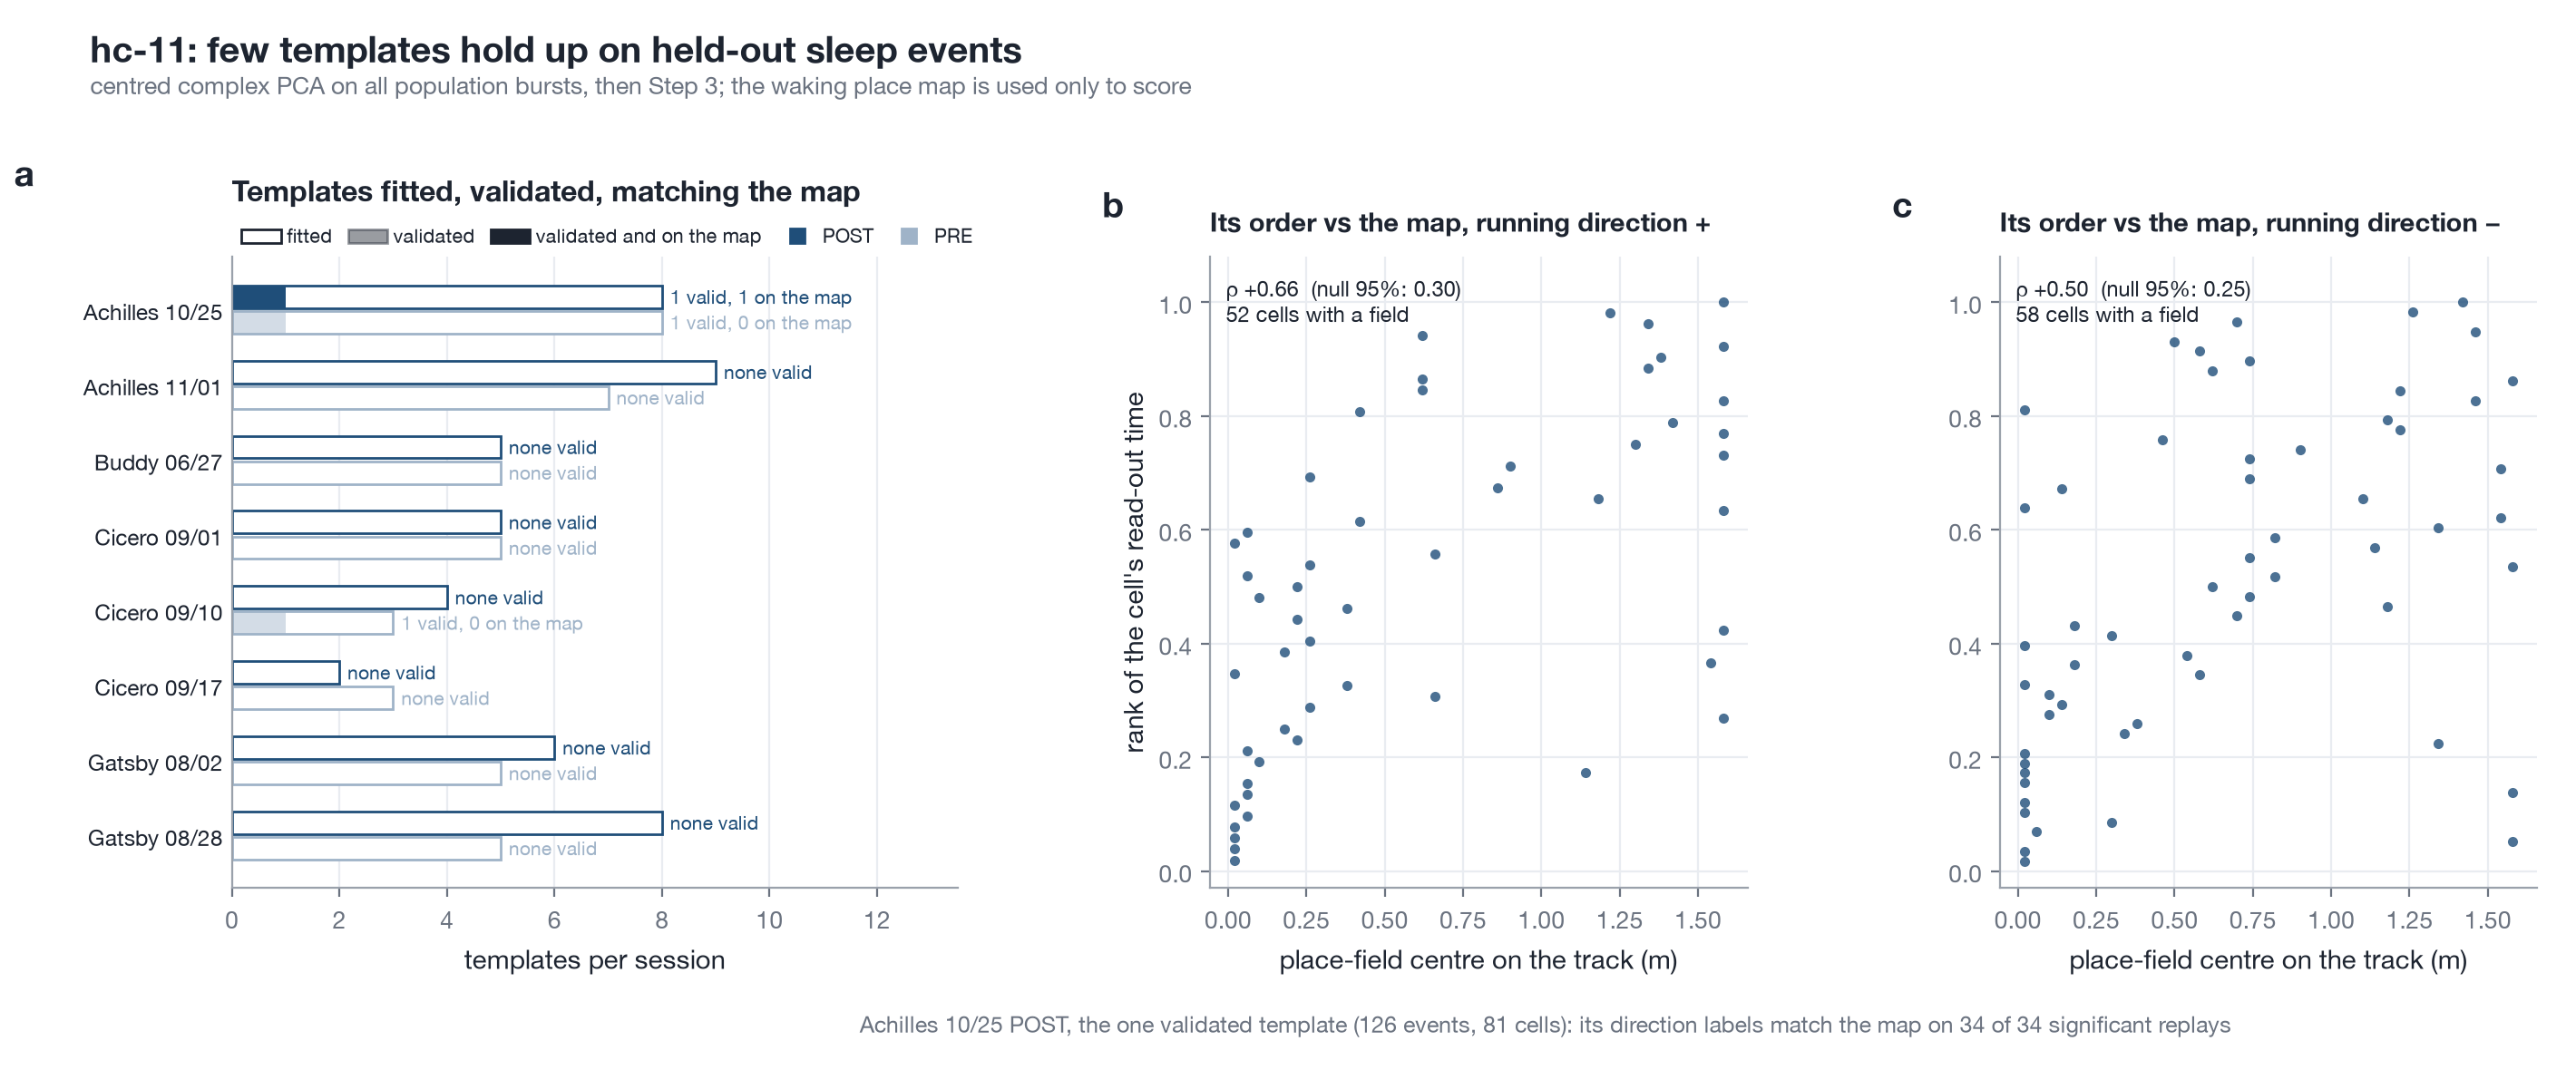 hc-11: few templates hold up on held-out sleep events
centred complex PCA on all population bursts, then Step 3; the waking place map is used only to score
a
Templates fitted, validated, matching the map
fitted validated validated and on the map POST PRE
Achilles 10/25
1 valid, 1 on the map
1 valid, 0 on the map
Achilles 11/01
none valid
none valid
Buddy 06/27
none valid
none valid
Cicero 09/01
none valid
none valid
Cicero 09/10
none valid
1 valid, 0 on the map
Cicero 09/17
none valid
none valid
Gatsby 08/02
none valid
none valid
Gatsby 08/28
none valid
none valid
0 2 4 6 8 10 12
templates per session
b
Its order vs the map, running direction +
ρ +0.66 (null 95%: 0.30)
52 cells with a field
rank of the cell's read-out time
1.0
0.8
0.6
0.4
0.2
0.0
0.00 0.25 0.50 0.75 1.00 1.25 1.50
place-field centre on the track (m)
c
Its order vs the map, running direction −
ρ +0.50 (null 95%: 0.25)
58 cells with a field
1.0
0.8
0.6
0.4
0.2
0.0
0.00 0.25 0.50 0.75 1.00 1.25 1.50
place-field centre on the track (m)
Achilles 10/25 POST, the one validated template (126 events, 81 cells): its direction labels match the map on 34 of 34 significant replays